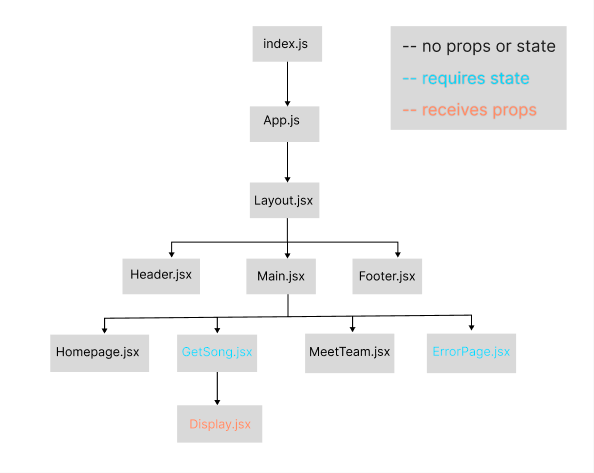 index.js
-- no props or state
-- requires state
-- receives props
App.js
Layout.jsx
Header.jsx
Main.jsx
Footer.jsx
Homepage.jsx
GetSong.jsx
MeetTeam.jsx
ErrorPage.jsx
Display.jsx